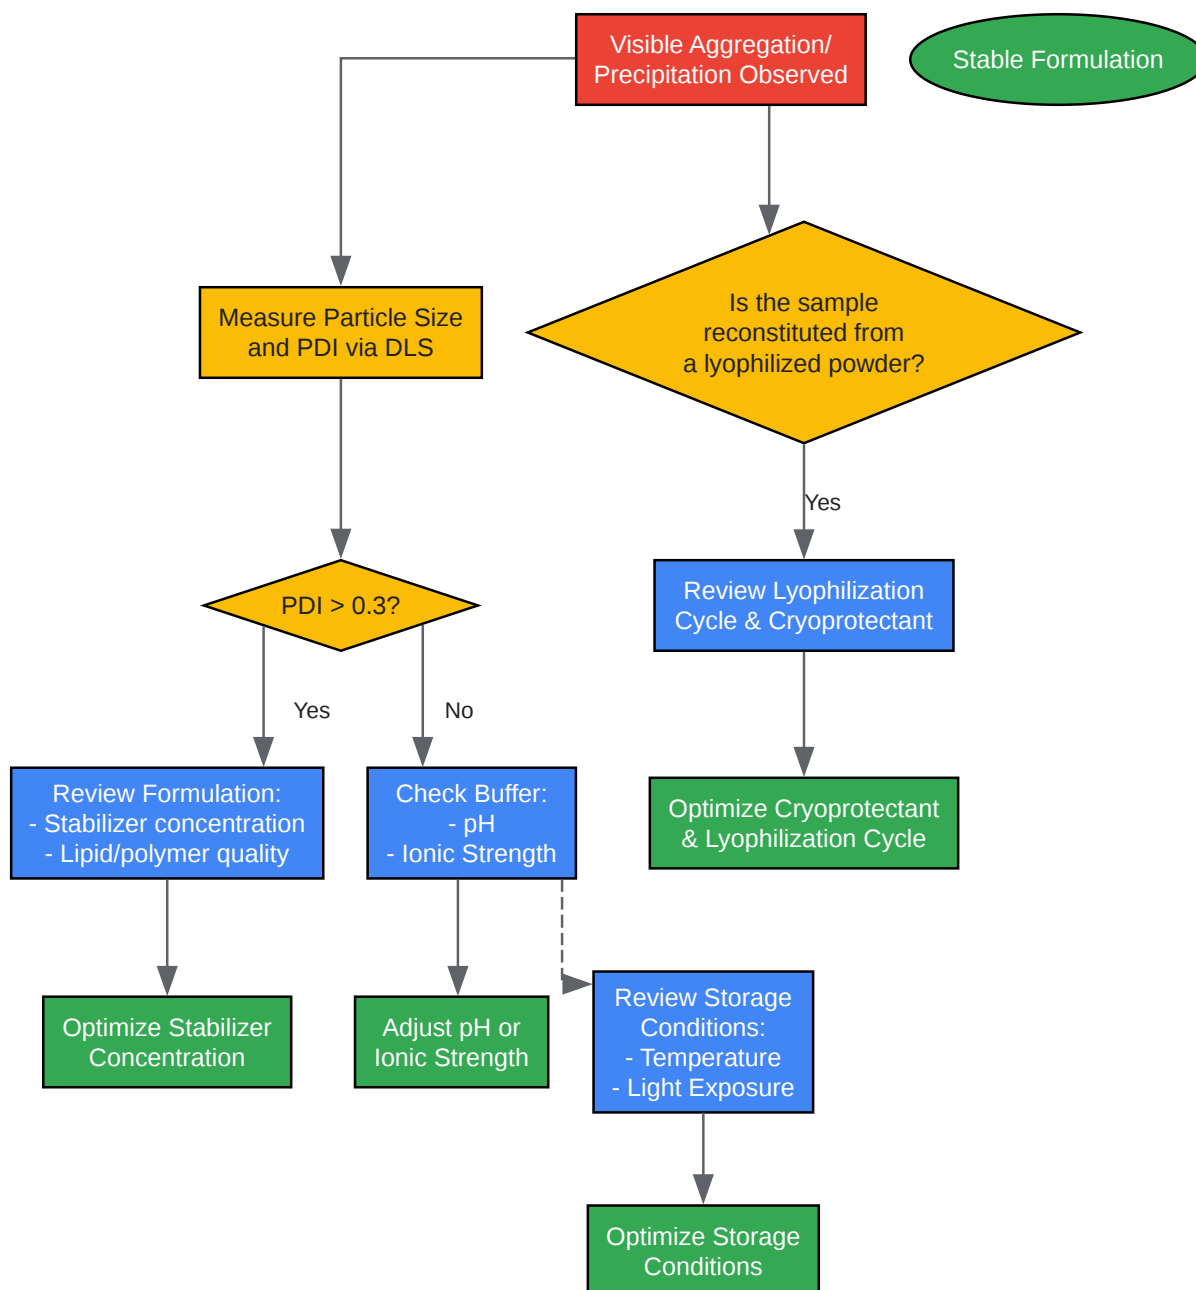 Visible Aggregation/
Precipitation Observed
Stable Formulation
Is the sample
reconstituted from
a lyophilized powder?
Measure Particle Size
and PDI via DLS
Yes
PDI > 0.3?
Review Lyophilization
Cycle & Cryoprotectant
Yes
No
Review Formulation:
- Stabilizer concentration
- Lipid/polymer quality
Check Buffer:
- pH
- Ionic Strength
Optimize Cryoprotectant
& Lyophilization Cycle
Optimize Stabilizer
Concentration
Adjust pH or
Ionic Strength
Review Storage
Conditions:
- Temperature
- Light Exposure
Optimize Storage
Conditions